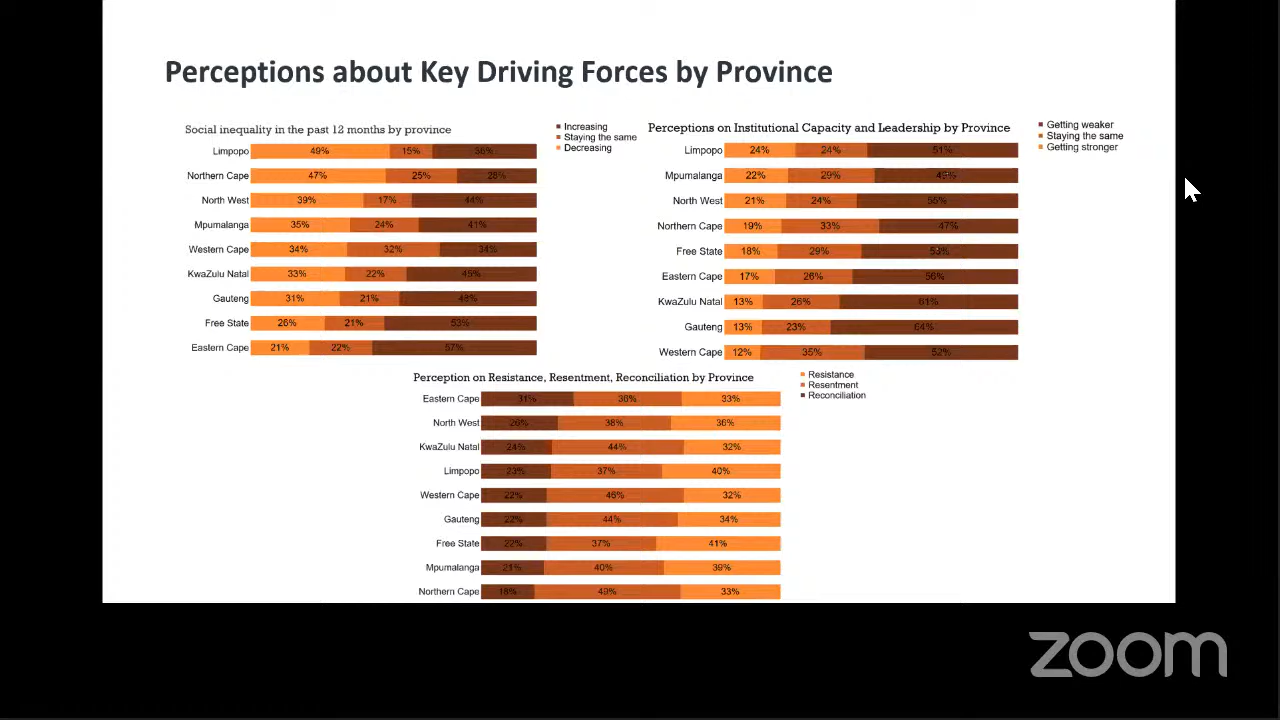 Perceptions about Key Driving Forces by Province
Social inequality in the past 12 months by province
Increasing
Staying the same
Decreasing
Limpopo 49% 15% 36%
Northern Cape 47% 25% 28%
North West 39% 17% 44%
Mpumalanga 35% 24% 41%
Western Cape 34% 32% 34%
KwaZulu Natal 33% 22% 45%
Gauteng 31% 21% 48%
Free State 26% 21% 53%
Eastern Cape 21% 22% 57%
Perceptions on Institutional Capacity and Leadership by Province
Getting weaker
Staying the same
Getting stronger
Limpopo 24% 24% 51%
Mpumalanga 22% 29% 49%
North West 21% 24% 55%
Northern Cape 19% 33% 47%
Free State 18% 29% 53%
Eastern Cape 17% 26% 56%
KwaZulu Natal 13% 26% 61%
Gauteng 13% 23% 64%
Western Cape 12% 35% 52%
Perception on Resistance, Resentment, Reconciliation by Province
Resistance
Resentment
Reconciliation
Eastern Cape 31% 36% 33%
North West 26% 38% 36%
KwaZulu Natal 24% 44% 32%
Limpopo 23% 37% 40%
Western Cape 22% 46% 32%
Gauteng 22% 44% 34%
Free State 22% 37% 41%
Mpumalanga 21% 40% 39%
Northern Cape 18% 49% 33%
zoom